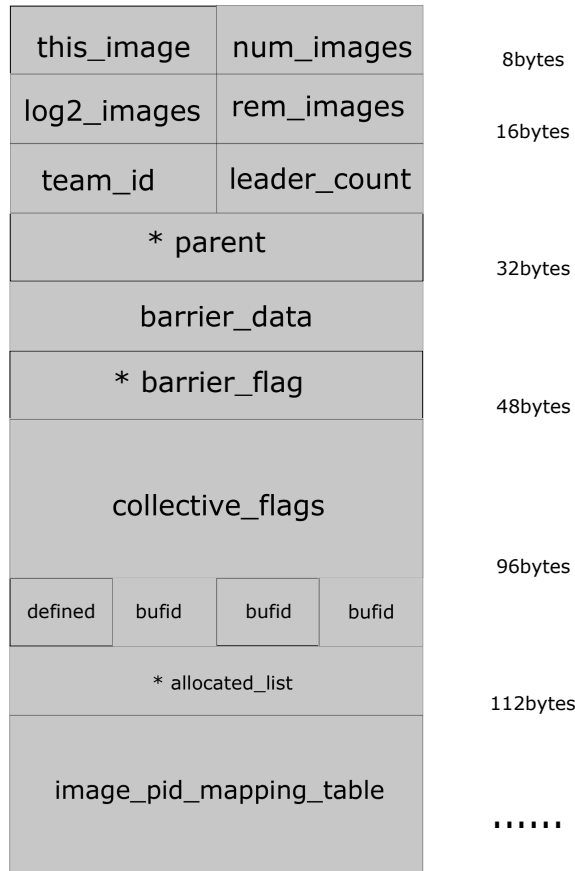 this_image num_images 8bytes
log2_images rem_images 16bytes
team_id leader_count
* parent 32bytes
barrier_data
* barrier_flag 48bytes
collective_flags
96bytes
defined bufid bufid bufid
* allocated_list 112bytes
image_pid_mapping_table
......